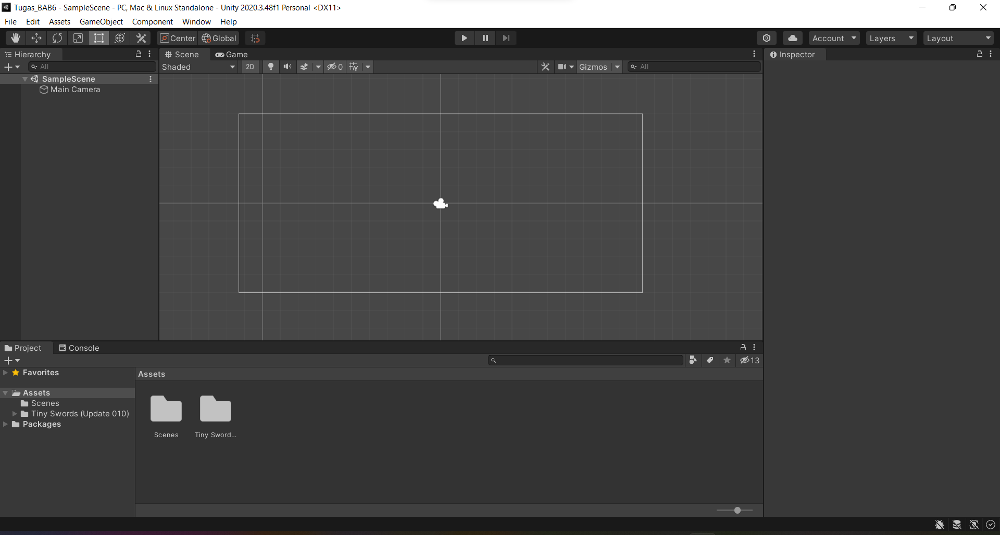 Tugas_BAB6 - SampleScene - PC, Mac & Linux Standalone - Unity 2020.3.48f1 Personal <DX11>
File Edit Assets GameObject Component Window Help
Center Global Account Layers Layout
Hierarchy Scene Game Inspector
All Shaded 2D 0 Gizmos All
SampleScene
Main Camera
Project Console
13
Favorites
Assets
Assets
Scenes
Tiny Swords (Update 010)
Packages
Scenes Tiny Sword...